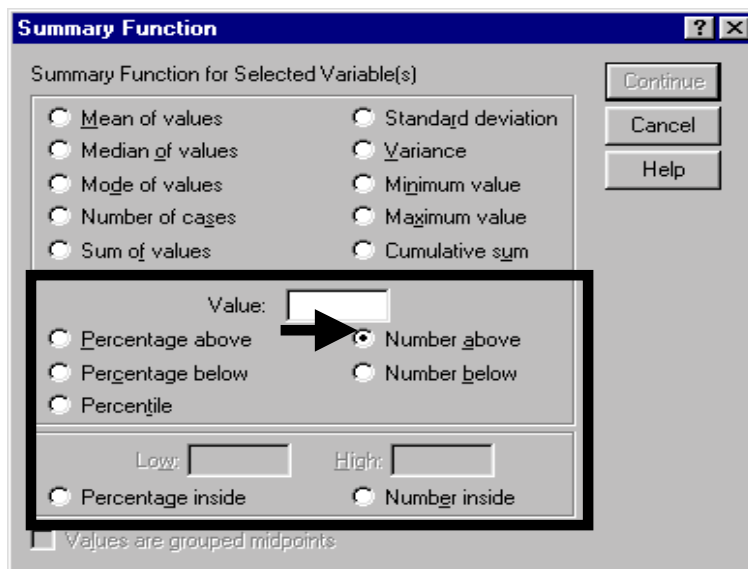 Summary Function
Summary Function for Selected Variable(s)
Continue
Mean of values Standard deviation
Cancel
Median of values Variance
Help
Mode of values Minimum value
Number of cases Maximum value
Sum of values Cumulative sum
Value:
Percentage above Number above
Percentage below Number below
Percentile
Low: High:
Percentage inside Number inside
Values are grouped midpoints